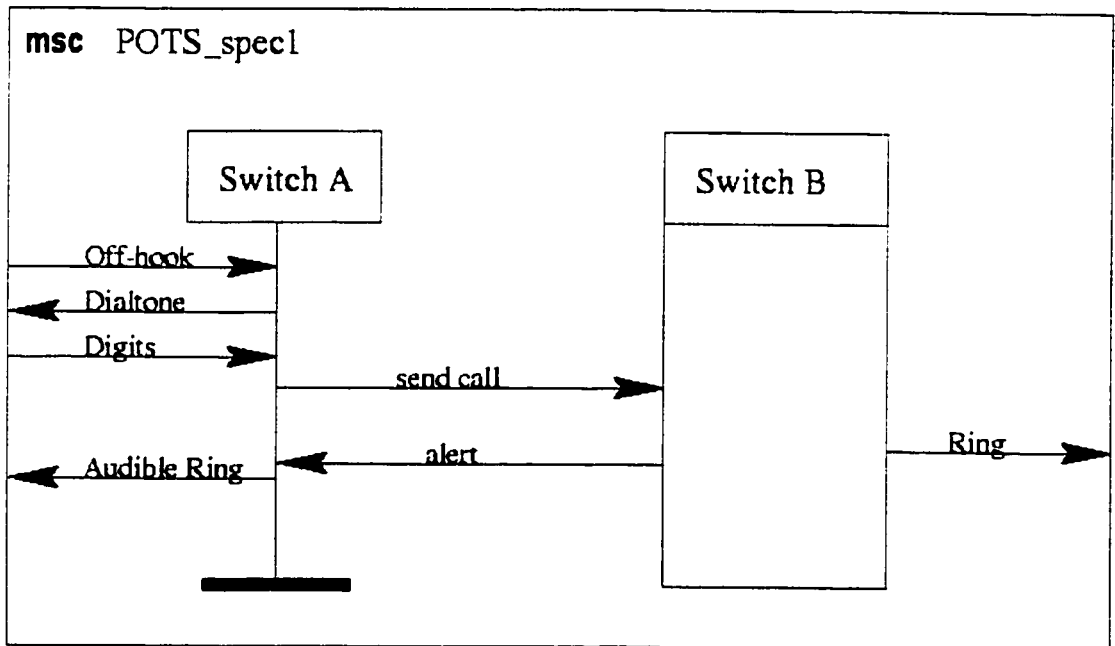 msc POTS_spec1
Switch A
Switch B
Off-hook
Dialtone
Digits
send call
alert
Ring
Audible Ring